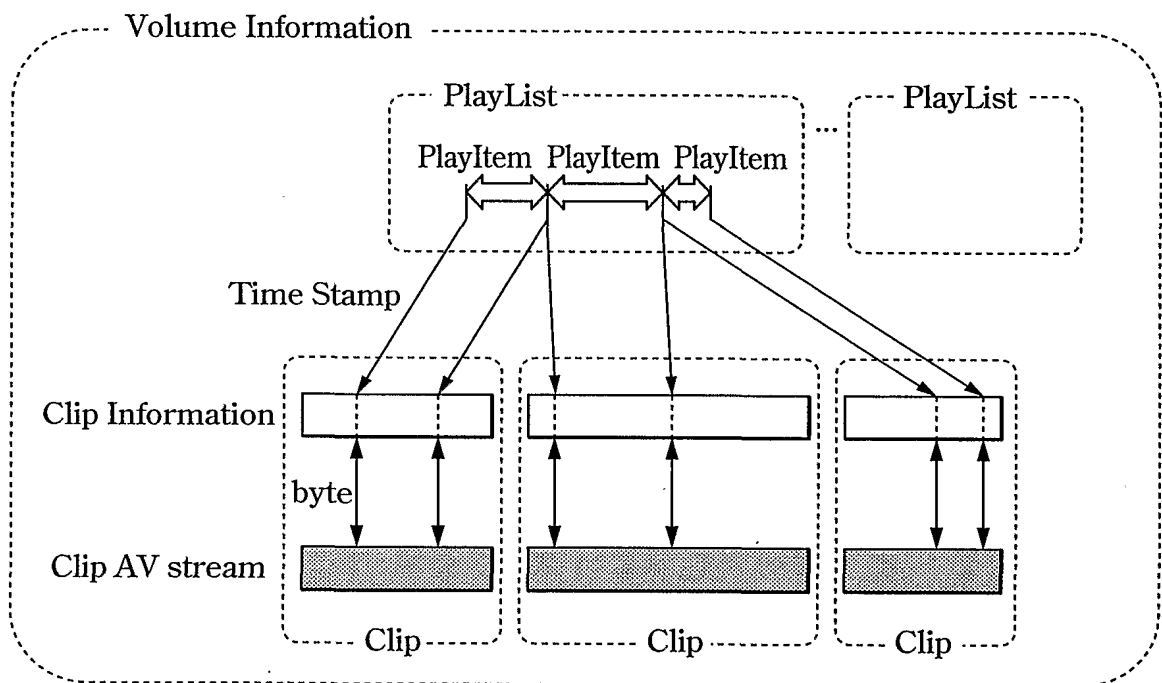 Volume Information
PlayList
PlayList
...
PlayItem PlayItem PlayItem
Time Stamp
Clip Information
byte
Clip AV stream
Clip
Clip
Clip